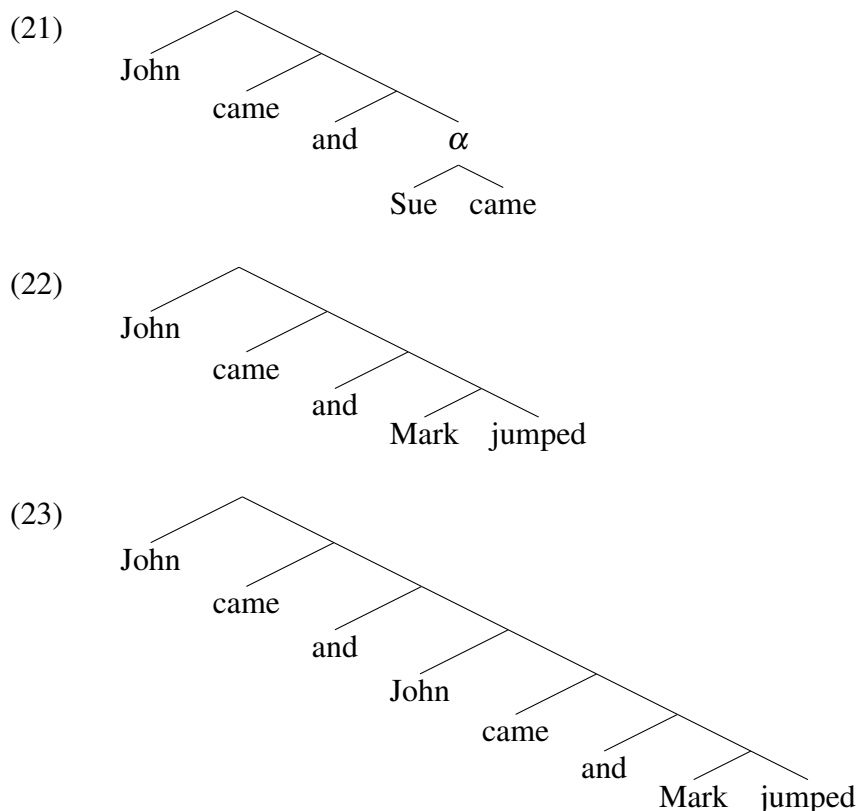 (21)
John
came
and α
Sue came
(22)
John
came
and
Mark jumped
(23)
John
came
and
John
came
and
Mark jumped